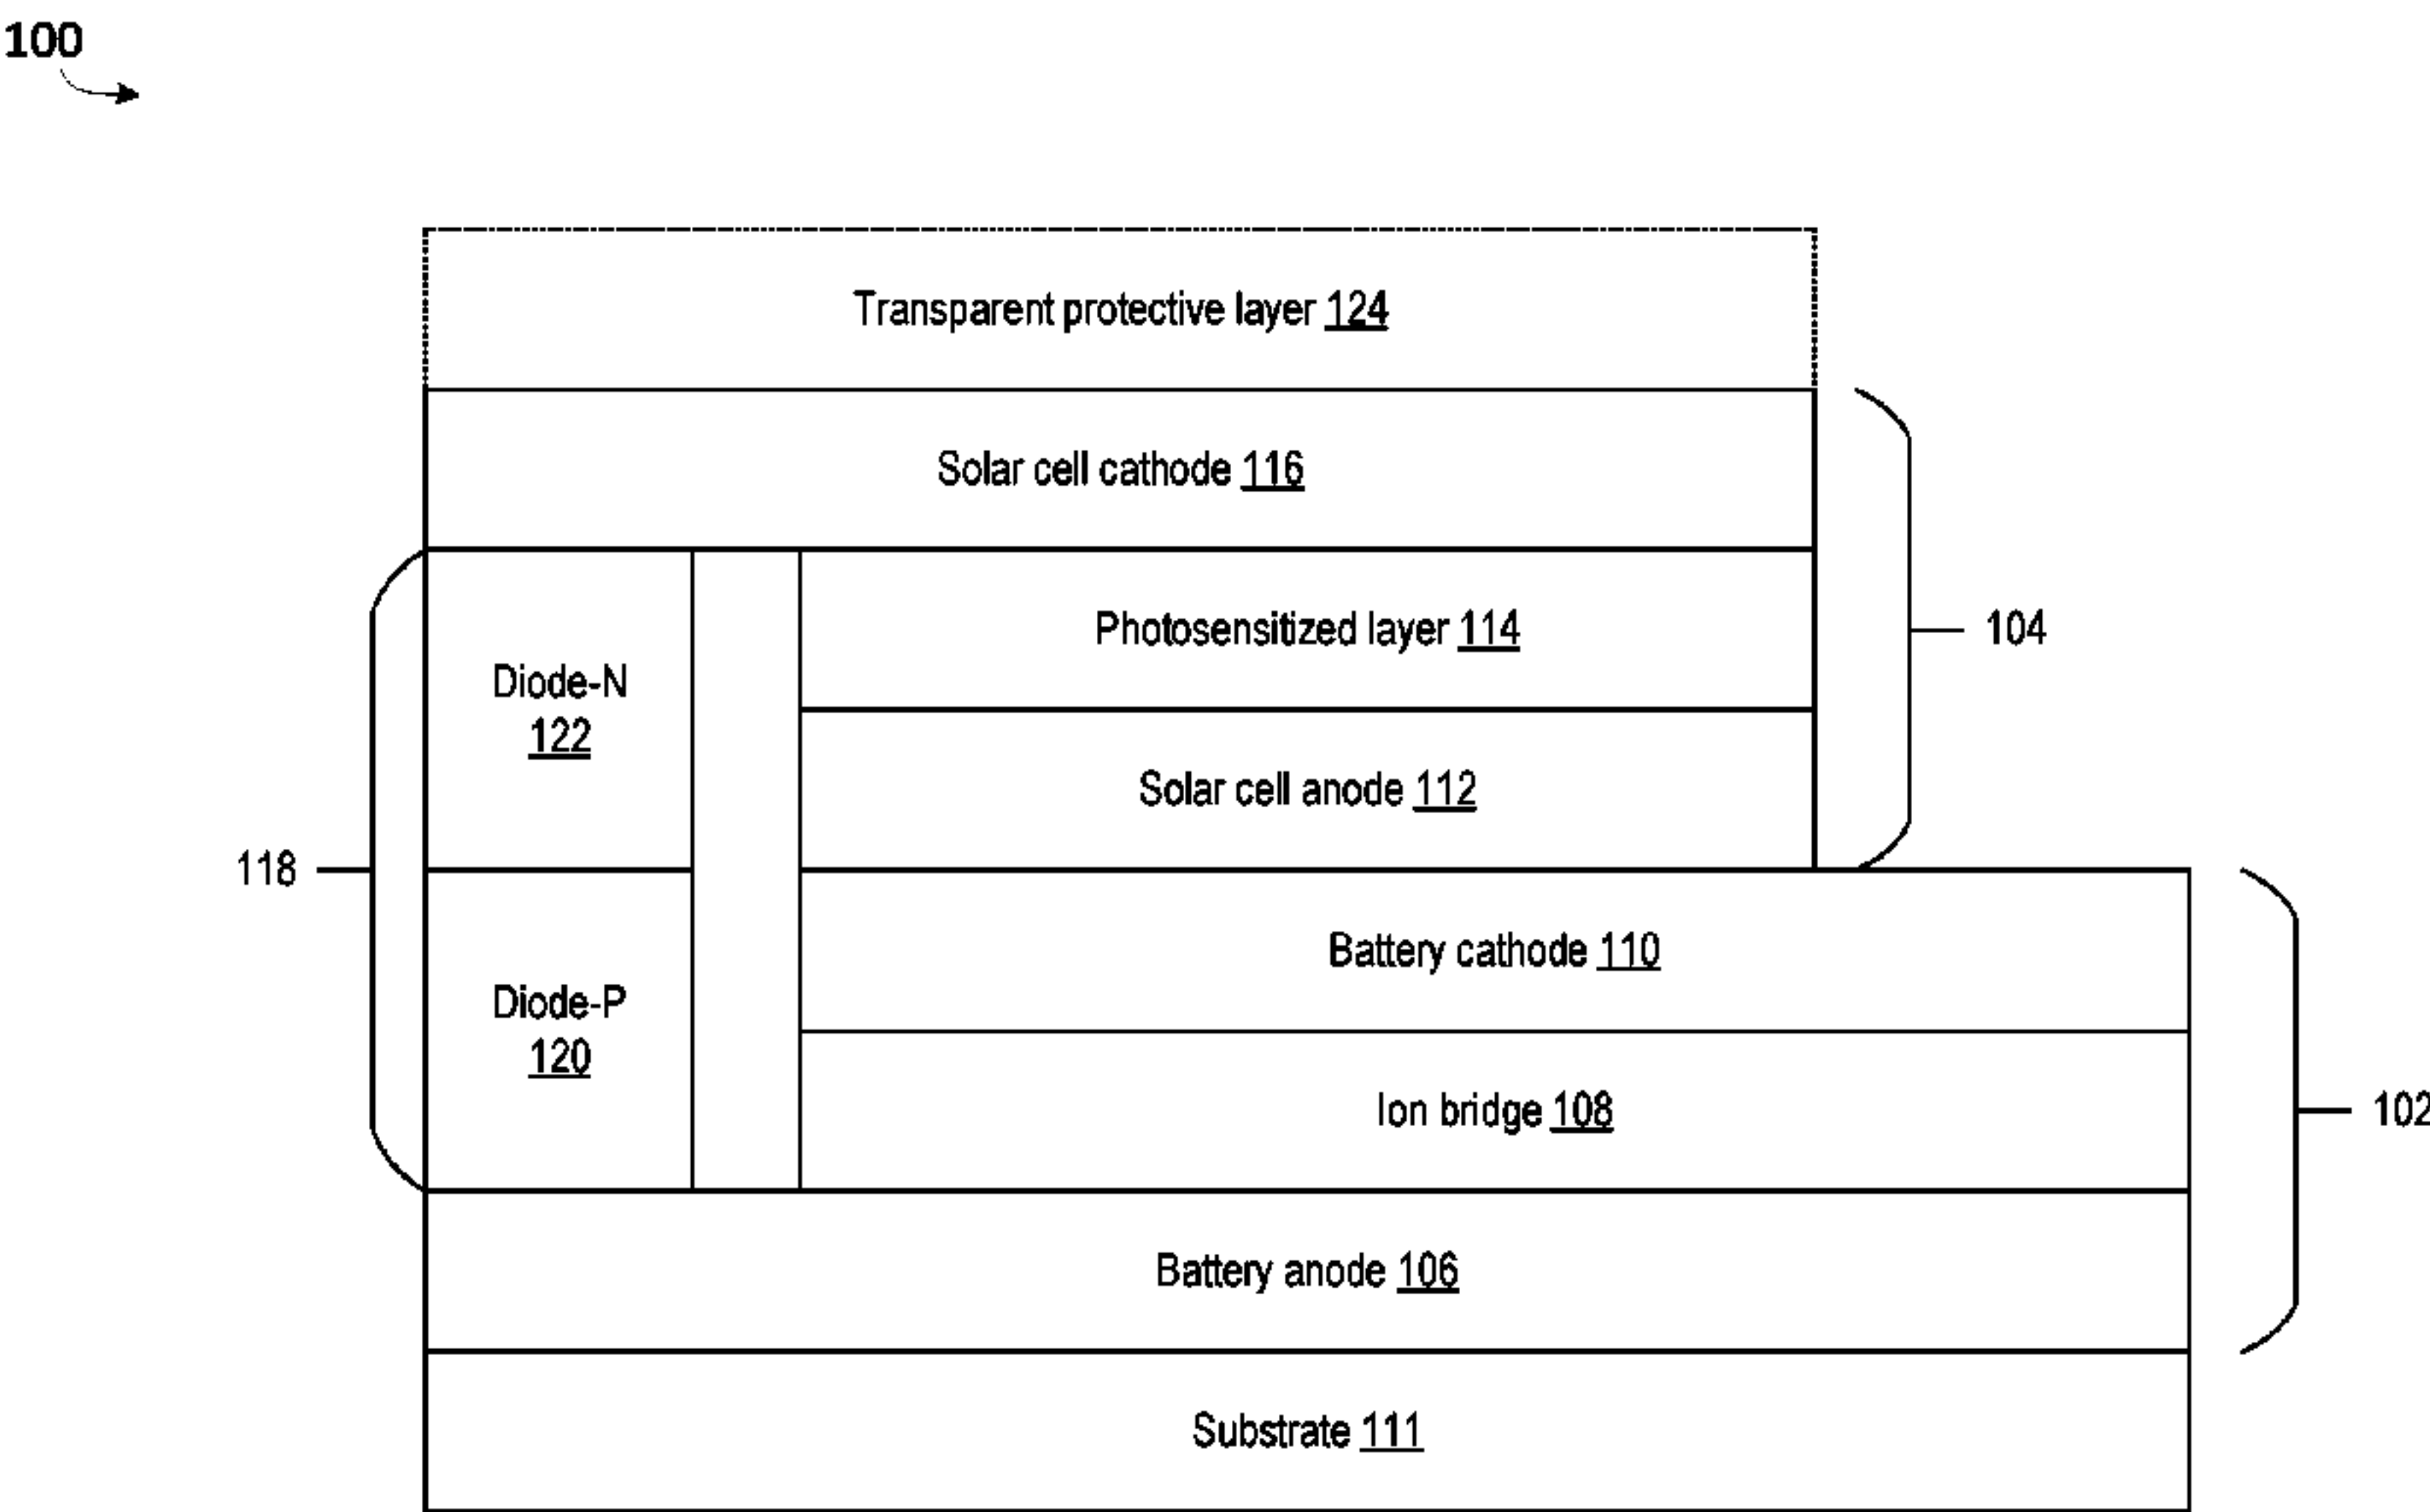 100
Transparent protective layer 124
Solar cell cathode 116
Photosensitized layer 114
104
Diode-N
122
Solar cell anode 112
118
Battery cathode 110
Diode-P
120
Ion bridge 108
102
Battery anode 106
Substrate 111